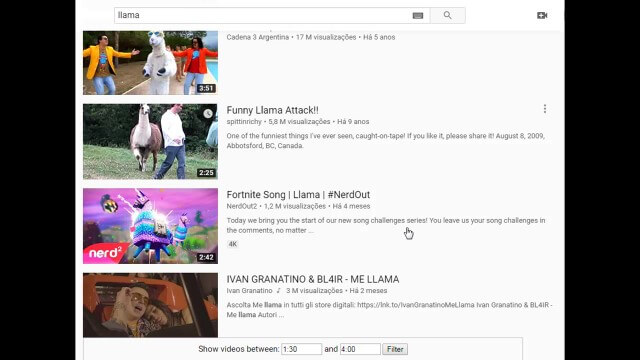 llama
Cadena 3 Argentina • 17 M visualizações • Há 5 anos
3:51
Funny Llama Attack!!
spittinrichy • 5,8 M visualizações • Há 9 anos
One of the funniest things I've ever seen, caught-on-tape! If you like it, please share it! August 8, 2009,
Abbotsford, BC, Canada.
2:25
Fortnite Song | Llama | #NerdOut
NerdOut2 • 1,2 M visualizações • Há 4 meses
Today we bring you the start of our new song challenges series! You leave us your song challenges in
the comments, no matter ...
4K
nerd²
2:42
IVAN GRANATINO & BL4IR - ME LLAMA
Ivan Granatino ♪ 3 M visualizações • Há 2 meses
Ascolta Me llama in tutti gli store digitali: https://lnk.to/IvanGranatinoMeLlama Ivan Granatino & BL4IR -
Me llama Autori ...
Show videos between: 1:30 and 4:00 Filter